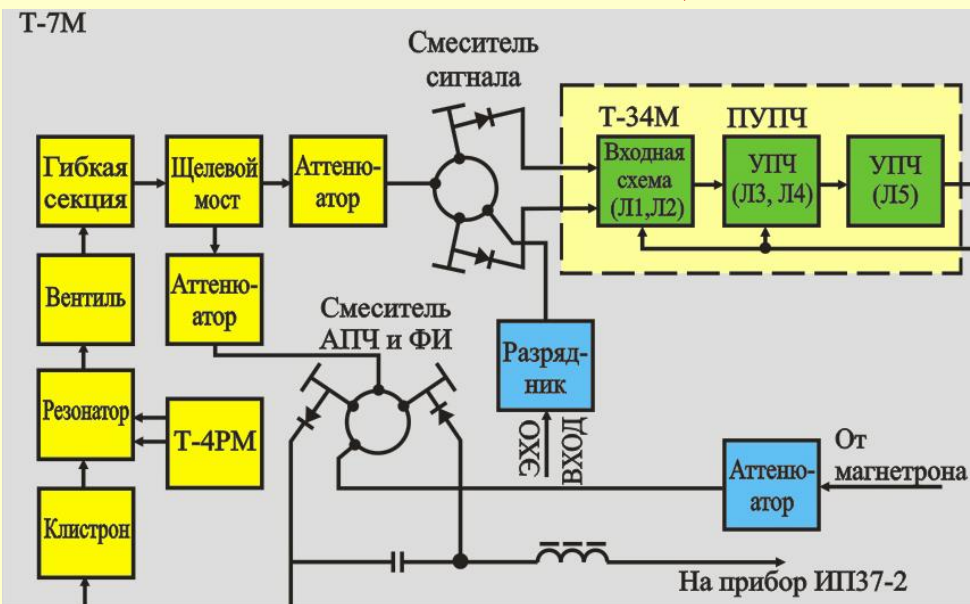 Т-7М
Смеситель
сигнала
Т-34М
ПУПЧ
Гибкая
секция
Щелевой
мост
Аттеню-
атор
Входная
схема
(Л1,Л2)
УПЧ
(Л3, Л4)
УПЧ
(Л5)
Вентиль
Аттеню-
атор
Смеситель
АПЧ и ФИ
Разряд-
ник
Резонатор
Т-4РМ
ЭХО
ВХОД
Аттеню-
атор
От
магнетрона
Клистрон
На прибор ИП37-2